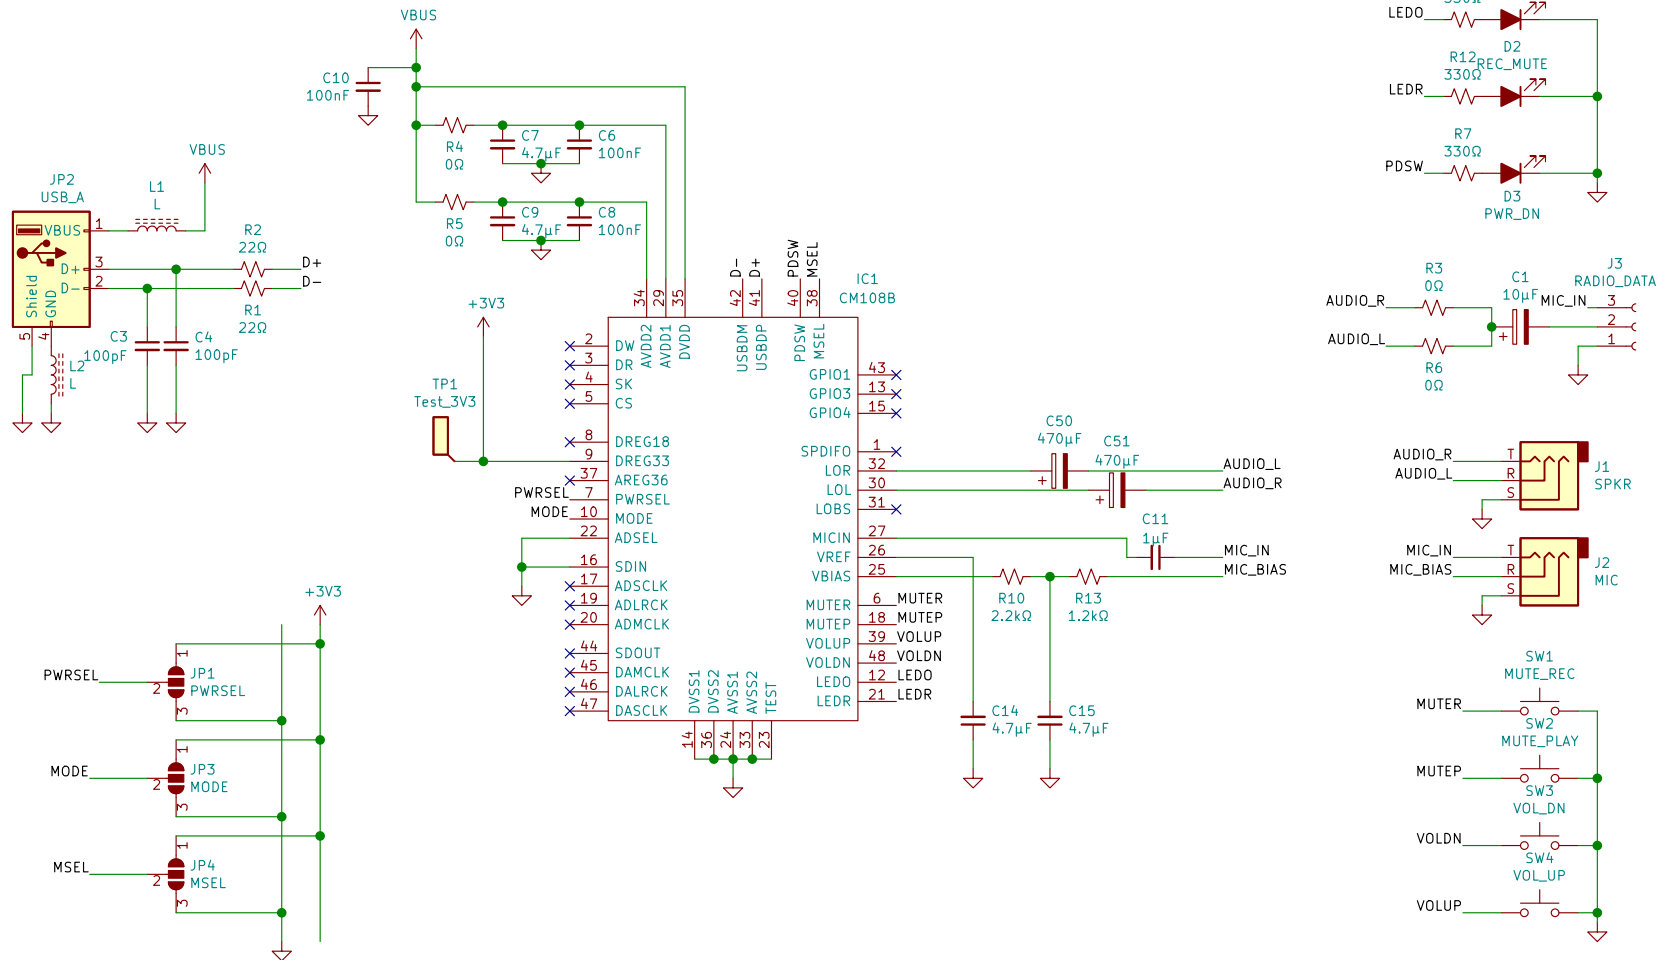 VBUS
C10
100nF
R4
0Ω
C7
4.7µF
C6
100nF
R5
0Ω
C9
4.7µF
C8
100nF
JP2
USB_A
VBUS
D+
D-
Shield
GND
1
3
2
5
4
L1
L
VBUS
R2
22Ω
D+
D-
R1
22Ω
C3
100pF
C4
100pF
L2
L
+3V3
TP1
Test_3V3
IC1
CM108B
34
29
35
D-
D+
PDSW
MSEL
42
41
40
38
AVDD2
AVDD1
DVDD
USBDM
USBDP
PDSW
MSEL
2 DW
3 DR
4 SK
5 CS
8 DREG18
9 DREG33
37 AREG36
PWRSEL 7 PWRSEL
MODE 10 MODE
22 ADSEL
16 SDIN
17 ADSCLK
19 ADLRCK
20 ADMCLK
44 SDOUT
45 DAMCLK
46 DALRCK
47 DASCLK
GPIO1 43
GPIO3 13
GPIO4 15
SPDIFO 1
LOR 32
LOL 30
LOBS 31
MICIN 27
VREF 26
VBIAS 25
MUTER 6 MUTER
MUTEP 18 MUTEP
VOLUP 39 VOLUP
VOLDN 48 VOLDN
LEDO 12 LEDO
LEDR 21 LEDR
DVSS1
DVSS2
AVSS1
AVSS2
TEST
14
36
24
33
23
C50
470µF
+
C51
470µF
+
AUDIO_L
AUDIO_R
C11
1µF
MIC_IN
MIC_BIAS
R10
2.2kΩ
R13
1.2kΩ
C14
4.7µF
C15
4.7µF
+3V3
PWRSEL
1
2
3
JP1
PWRSEL
MODE
1
2
3
JP3
MODE
MSEL
1
2
3
JP4
MSEL
330Ω
LEDO
D2
REC_MUTE
R12
330Ω
LEDR
R7
330Ω
PDSW
D3
PWR_DN
R3
0Ω
AUDIO_R
AUDIO_L
R6
0Ω
C1
10µF
+
J3
RADIO_DATA
MIC_IN
3
2
1
AUDIO_R
AUDIO_L
T
R
S
J1
SPKR
MIC_IN
MIC_BIAS
T
R
S
J2
MIC
SW1
MUTE_REC
MUTER
SW2
MUTE_PLAY
MUTEP
SW3
VOL_DN
VOLDN
SW4
VOL_UP
VOLUP